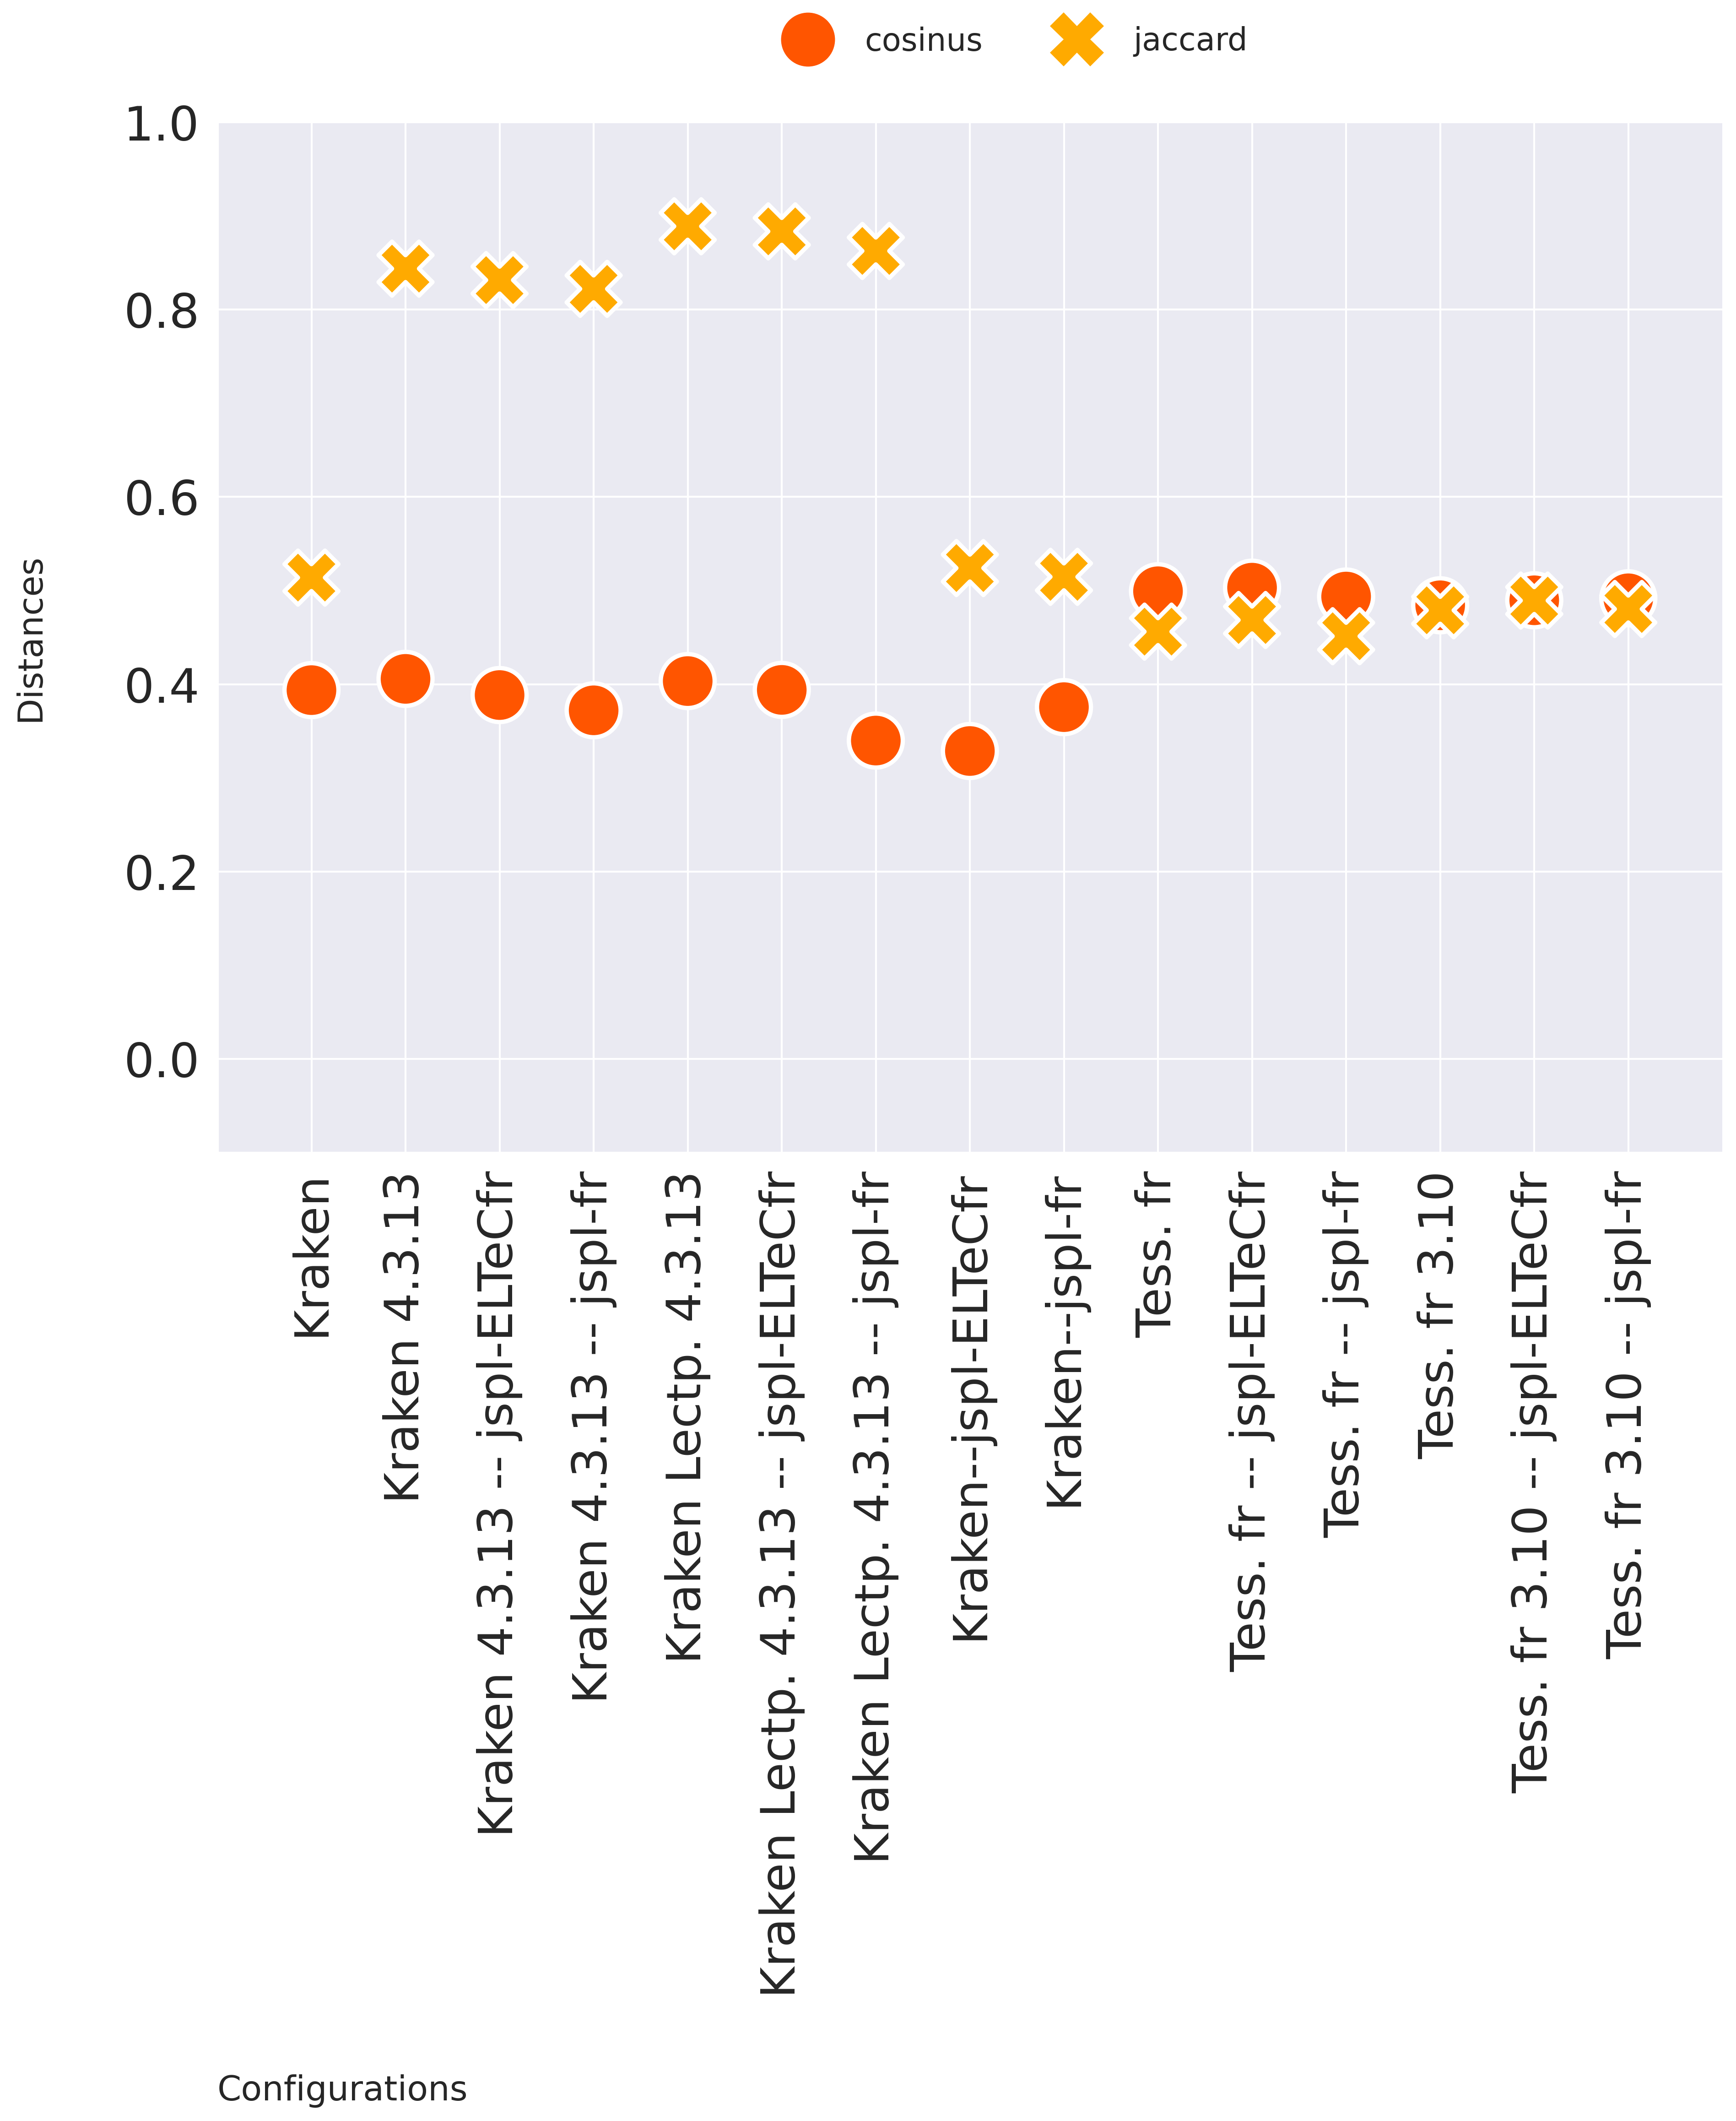 cosinus
jaccard
1.0
0.8
0.6
0.4
0.2
0.0
Distances
Kraken
Kraken 4.3.13
Kraken 4.3.13 -- jspl-ELTeCfr
Kraken 4.3.13 -- jspl-fr
Kraken Lectp. 4.3.13
Kraken Lectp. 4.3.13 -- jspl-ELTeCfr
Kraken Lectp. 4.3.13 -- jspl-fr
Kraken--jspl-ELTeCfr
Kraken--jspl-fr
Tess. fr
Tess. fr -- jspl-ELTeCfr
Tess. fr -- jspl-fr
Tess. fr 3.10
Tess. fr 3.10 -- jspl-ELTeCfr
Tess. fr 3.10 -- jspl-fr
Configurations